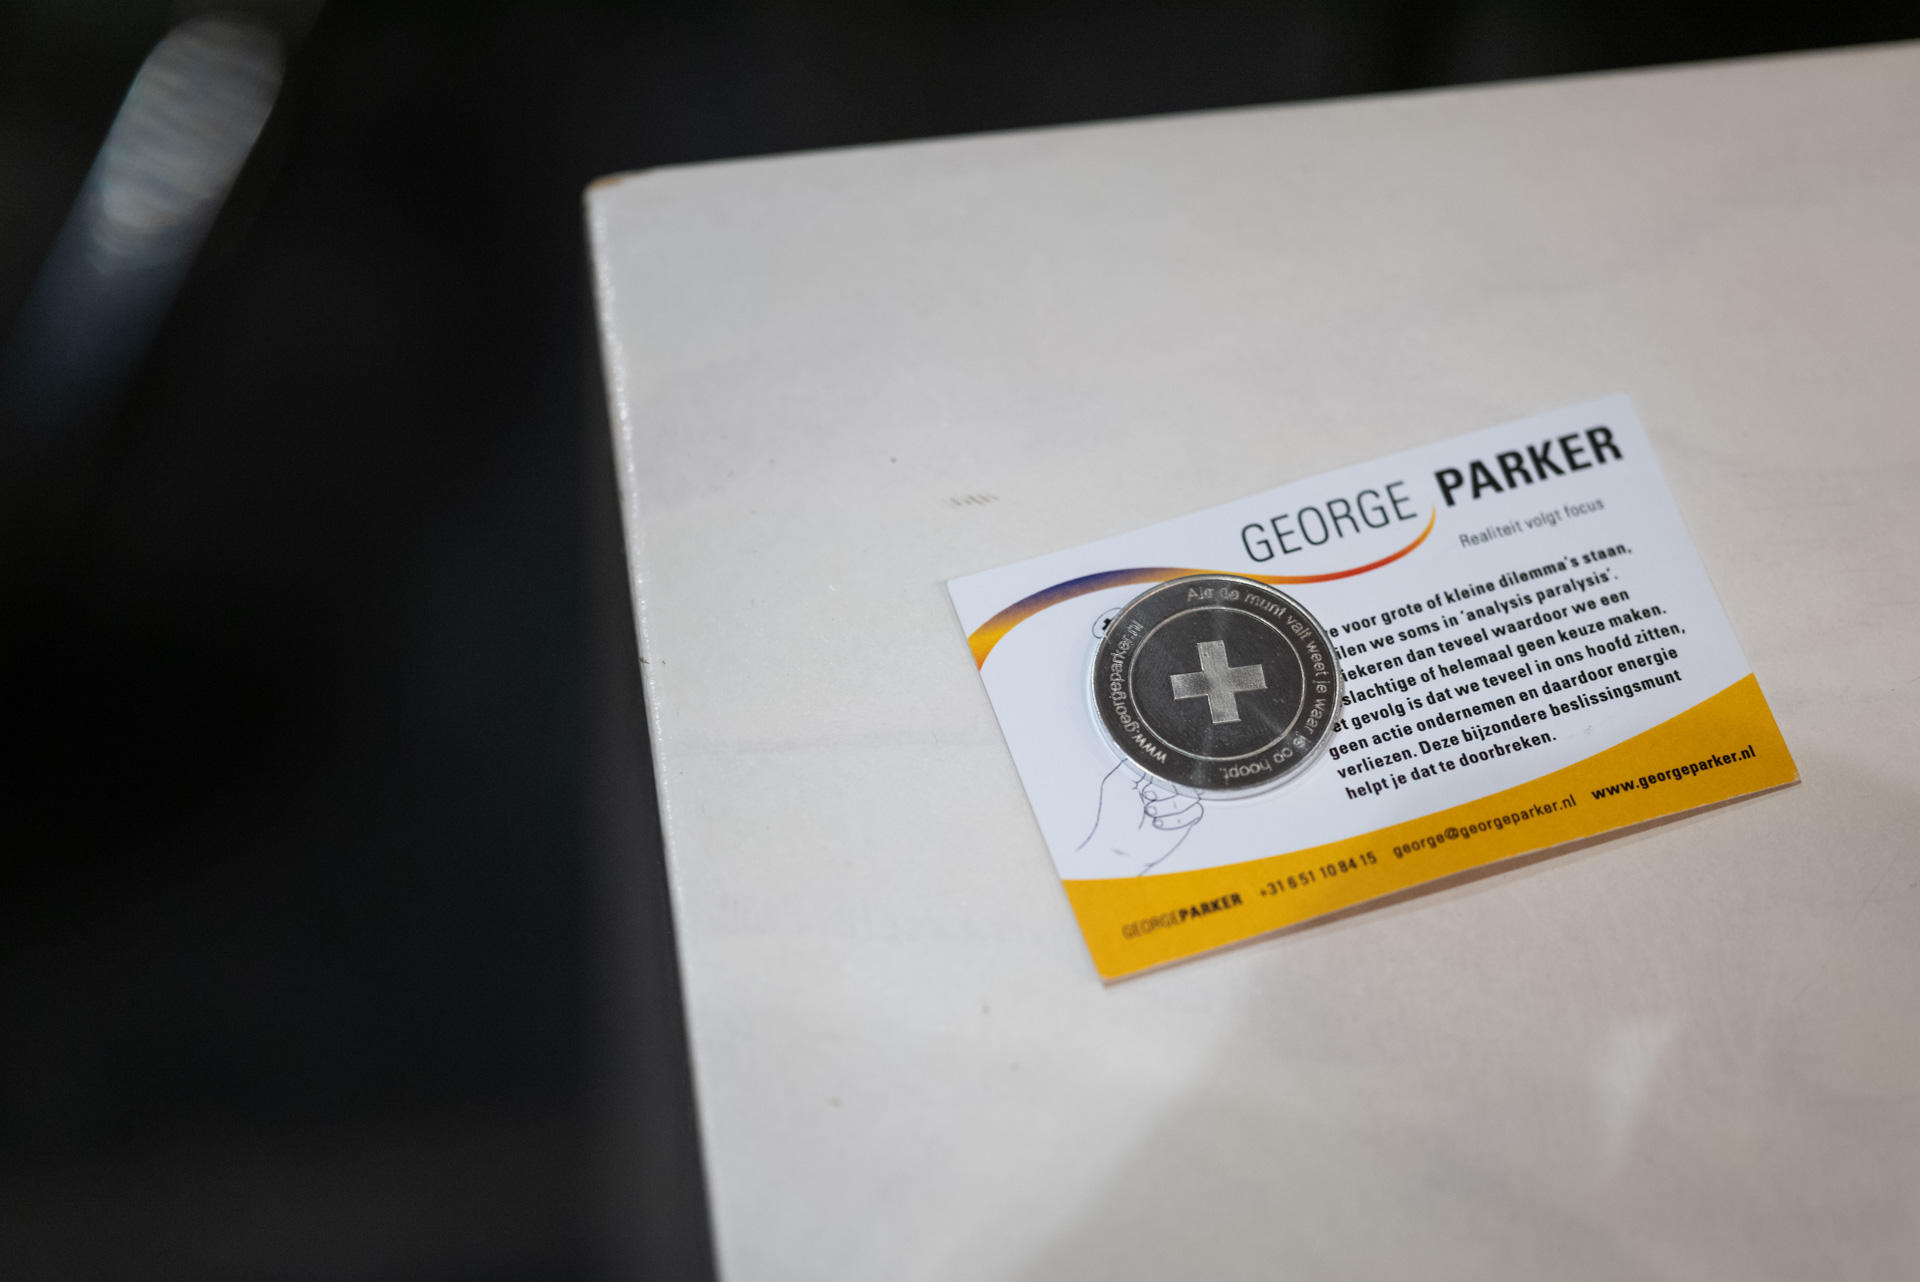 GEORGE PARKER
Realiteit volgt focus
voor grote of kleine dilemma's staan,
we soms in 'analysis paralysis'.
dan teveel waardoor we een
of helemaal geen keuze maken.
gevolg is dat we teveel in ons hoofd zitten,
geen actie ondernemen en daardoor energie
verliezen. Deze bijzondere beslissingsmunt
helpt je dat te doorbreken.
Als de munt valt weet je waar je op hoopt.
www.georgeparker.nl
GEORGEPARKER +31 6 51 10 84 15 george@georgeparker.nl www.georgeparker.nl